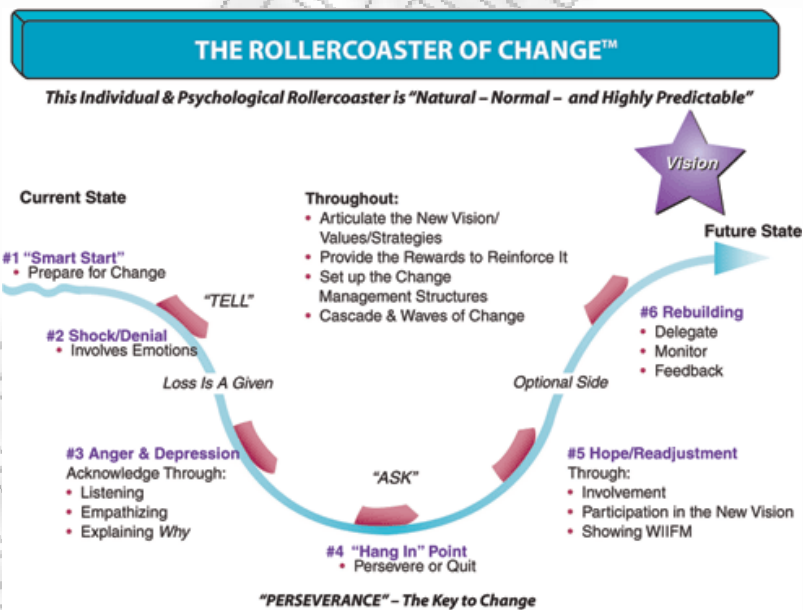 THE ROLLERCOASTER OF CHANGE™
This Individual & Psychological Rollercoaster is "Natural – Normal – and Highly Predictable"
Vision
Current State
Future State
#1 "Smart Start"
• Prepare for Change
Throughout:
• Articulate the New Vision/
Values/Strategies
• Provide the Rewards to Reinforce It
• Set up the Change
Management Structures
• Cascade & Waves of Change
"TELL"
#2 Shock/Denial
• Involves Emotions
Loss Is A Given
#3 Anger & Depression
Acknowledge Through:
• Listening
• Empathizing
• Explaining Why
"ASK"
#4 "Hang In" Point
• Persevere or Quit
Optional Side
#5 Hope/Readjustment
Through:
• Involvement
• Participation in the New Vision
• Showing WIIFM
#6 Rebuilding
• Delegate
• Monitor
• Feedback
"PERSEVERANCE" – The Key to Change